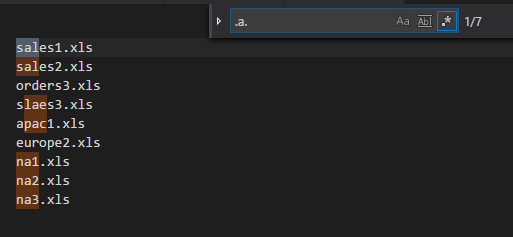 .a. Aa Abl .* 1/7
sales1.xls
sales2.xls
orders3.xls
slaes3.xls
apac1.xls
europe2.xls
na1.xls
na2.xls
na3.xls